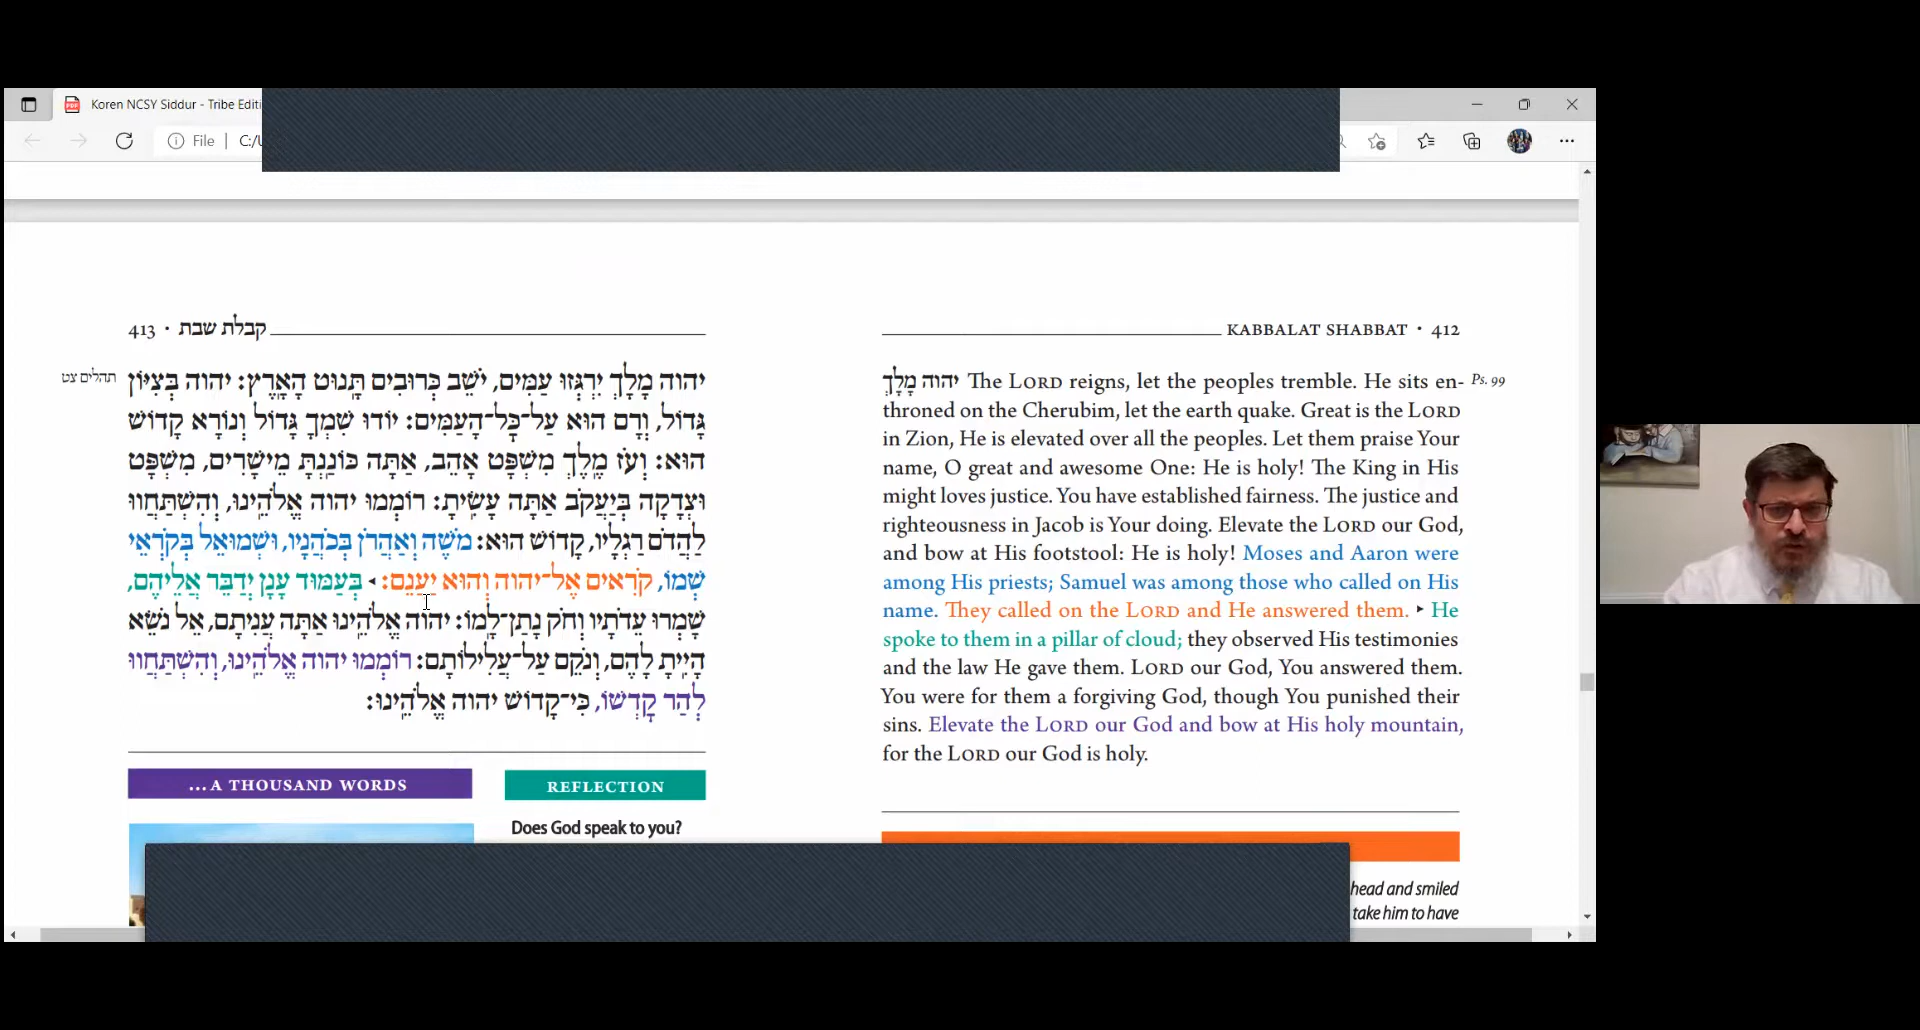 Koren NCSY Siddur - Tribe Editi
File C:/U
413 · קבלת שבת
תהלים צט
יהוה מָלָךְ יִרְגְּזוּ עַמִּים, יֹשֵׁב כְּרוּבִים תָּנוּט הָאָרֶץ: יהוה בְּצִיּוֹן
גָּדוֹל, וְרָם הוּא עַל־כָּל־הָעַמִּים: יוֹדוּ שִׁמְךָ גָּדוֹל וְנוֹרָא קָדוֹשׁ
הוּא: וְעֹז מֶלֶךְ מִשְׁפָּט אָהֵב, אַתָּה כּוֹנַנְתָּ מֵישָׁרִים, מִשְׁפָּט
וּצְדָקָה בְּיַעֲקֹב אַתָּה עָשִׂיתָ: רוֹמְמוּ יהוה אֱלֹהֵינוּ, וְהִשְׁתַּחֲווּ
לַהֲדֹם רַגְלָיו, קָדוֹשׁ הוּא: מֹשֶׁה וְאַהֲרֹן בְּכֹהֲנָיו, וּשְׁמוּאֵל בְּקֹרְאֵי
שְׁמוֹ, קֹרִאים אֶל־יהוה וְהוּא יַעֲנֵם: ◂ בְּעַמּוּד עָנָן יְדַבֵּר אֲלֵיהֶם,
שָׁמְרוּ עֵדֹתָיו וְחֹק נָתַן־לָמוֹ: יהוה אֱלֹהֵינוּ אַתָּה עֲנִיתָם, אֵל נֹשֵׂא
הָיִיתָ לָהֶם, וְנֹקֵם עַל־עֲלִילוֹתָם: רוֹמְמוּ יהוה אֱלֹהֵינוּ, וְהִשְׁתַּחֲווּ
לְהַר קָדְשׁוֹ, כִּי־קָדוֹשׁ יהוה אֱלֹהֵינוּ:
...A THOUSAND WORDS
REFLECTION
Does God speak to you?
KABBALAT SHABBAT · 412
יהוה מָלָךְ The LORD reigns, let the peoples tremble. He sits en- Ps. 99
throned on the Cherubim, let the earth quake. Great is the LORD
in Zion, He is elevated over all the peoples. Let them praise Your
name, O great and awesome One: He is holy! The King in His
might loves justice. You have established fairness. The justice and
righteousness in Jacob is Your doing. Elevate the LORD our God,
and bow at His footstool: He is holy! Moses and Aaron were
among His priests; Samuel was among those who called on His
name. They called on the LORD and He answered them. ▸ He
spoke to them in a pillar of cloud; they observed His testimonies
and the law He gave them. LORD our God, You answered them.
You were for them a forgiving God, though You punished their
sins. Elevate the LORD our God and bow at His holy mountain,
for the LORD our God is holy.
head and smiled
take him to have